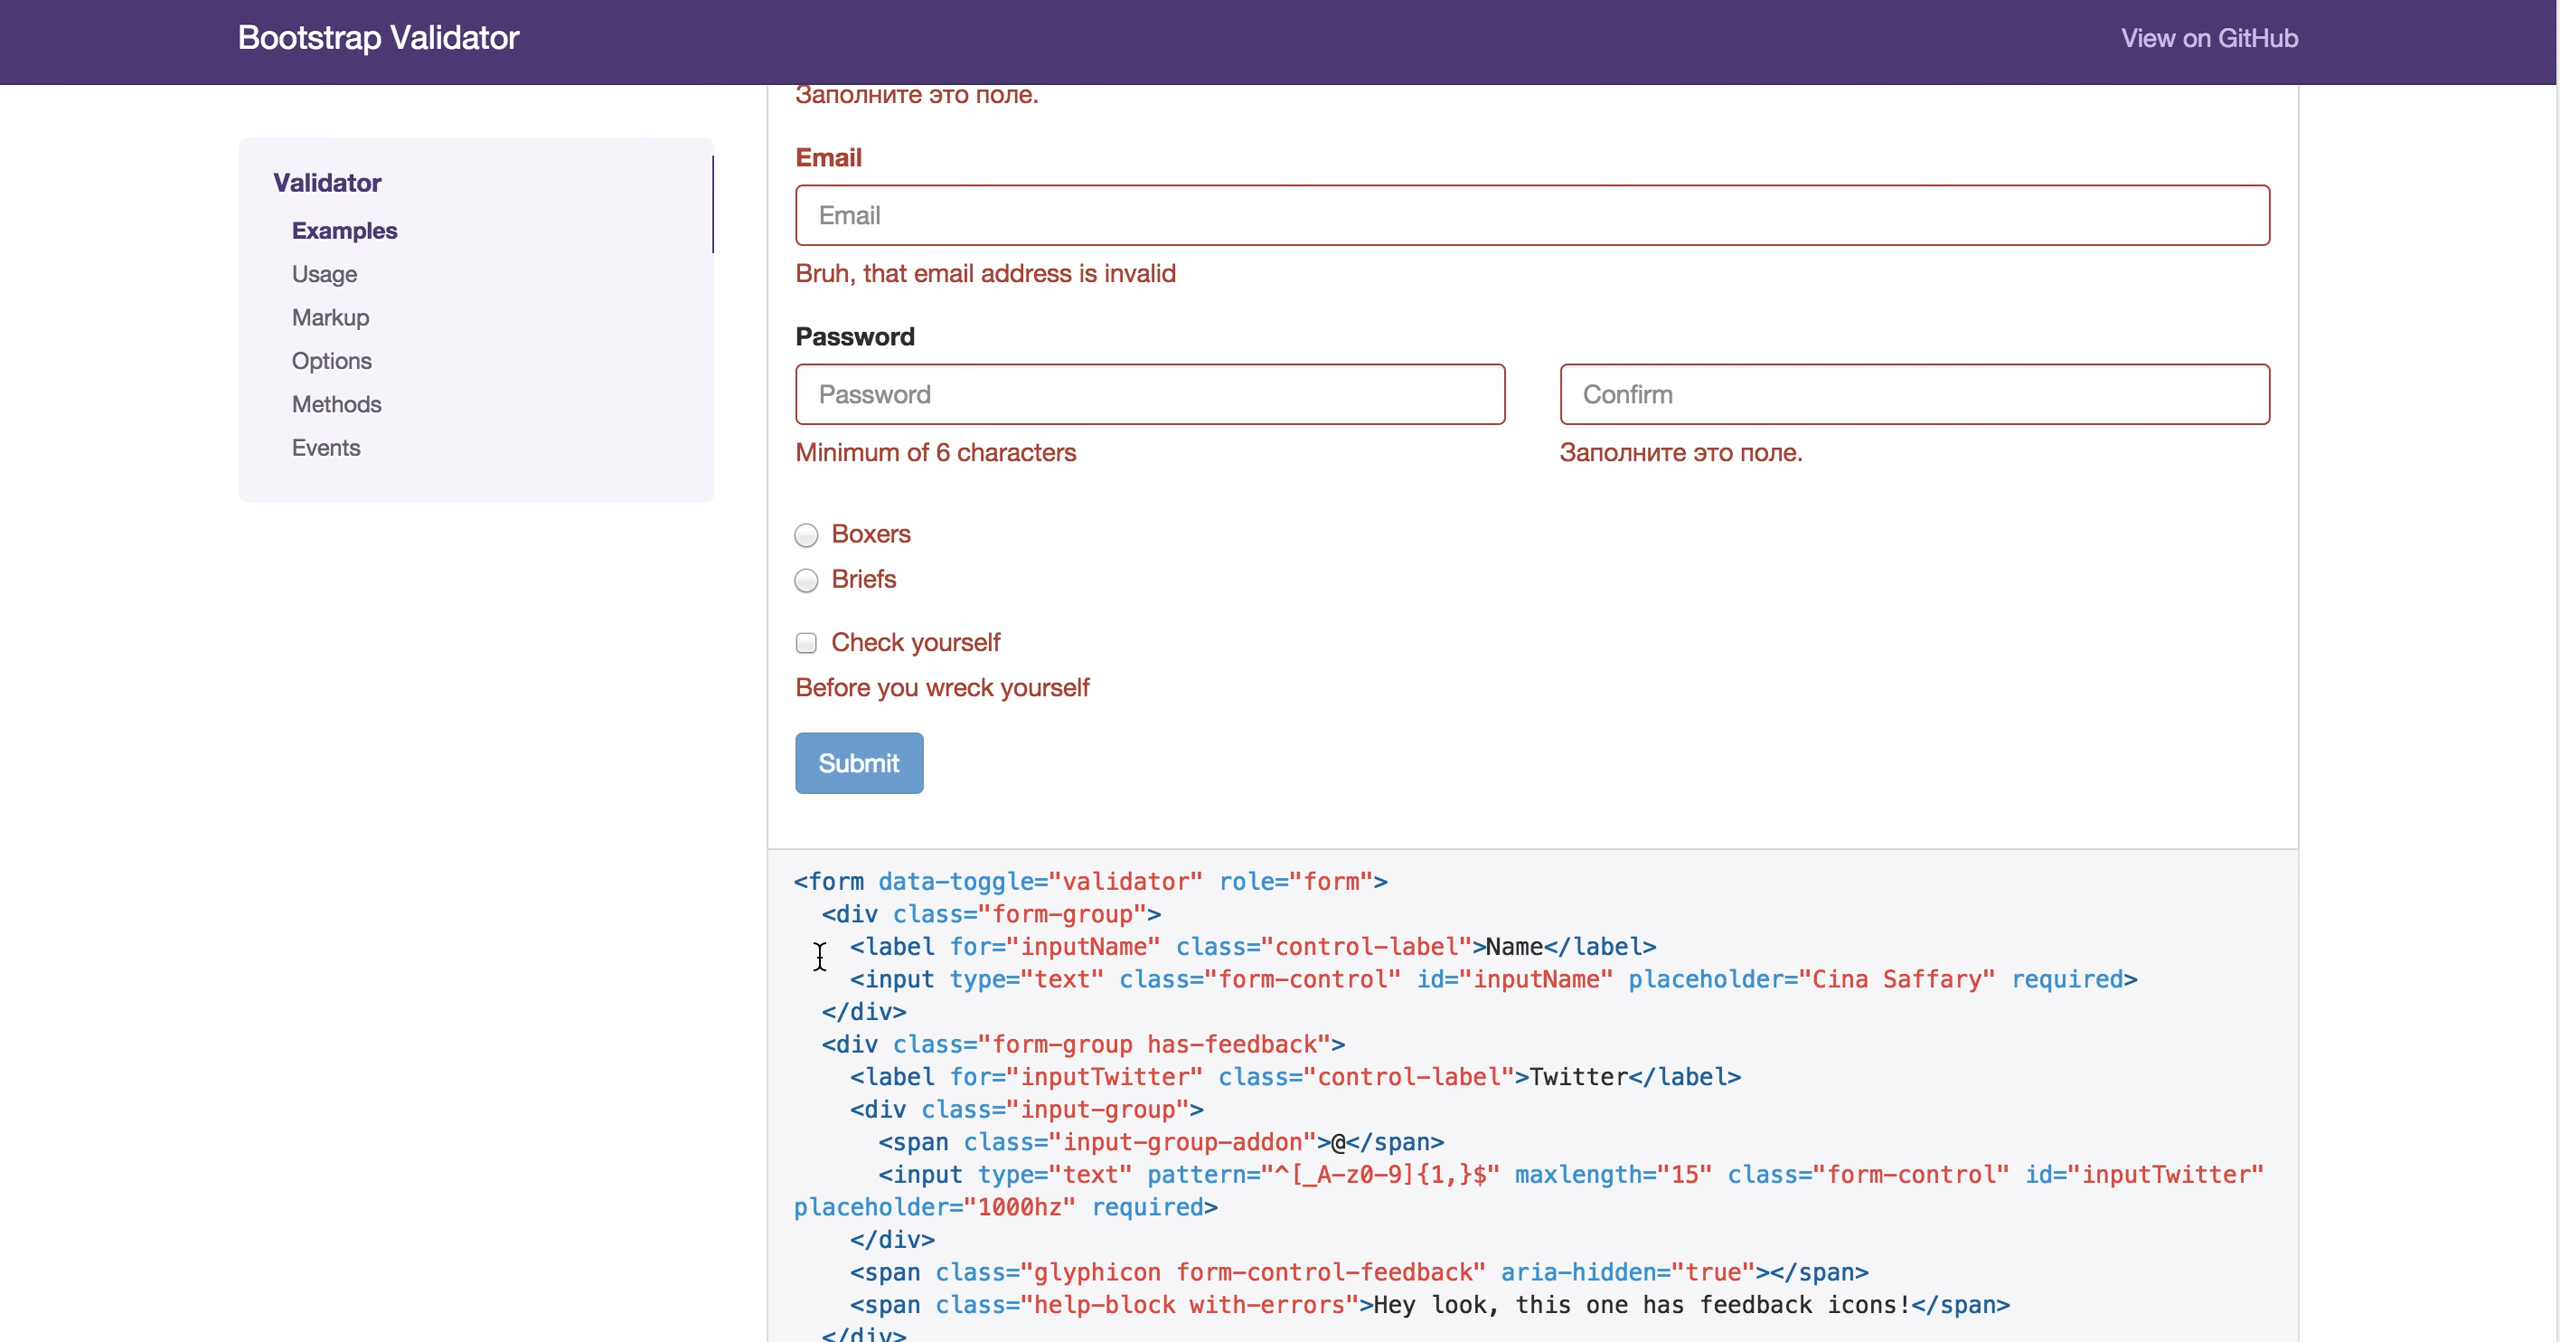 Bootstrap Validator
View on GitHub
Validator
Examples
Usage
Markup
Options
Methods
Events
Заполните это поле.
Email
Email
Bruh, that email address is invalid
Password
Password
Confirm
Minimum of 6 characters
Заполните это поле.
Boxers
Briefs
Check yourself
Before you wreck yourself
Submit
<form data-toggle="validator" role="form">
<div class="form-group">
<label for="inputName" class="control-label">Name</label>
<input type="text" class="form-control" id="inputName" placeholder="Cina Saffary" required>
</div>
<div class="form-group has-feedback">
<label for="inputTwitter" class="control-label">Twitter</label>
<div class="input-group">
<span class="input-group-addon">@</span>
<input type="text" pattern="^[_A-z0-9]{1,}$" maxlength="15" class="form-control" id="inputTwitter"
placeholder="1000hz" required>
</div>
<span class="glyphicon form-control-feedback" aria-hidden="true"></span>
<span class="help-block with-errors">Hey look, this one has feedback icons!</span>
</div>